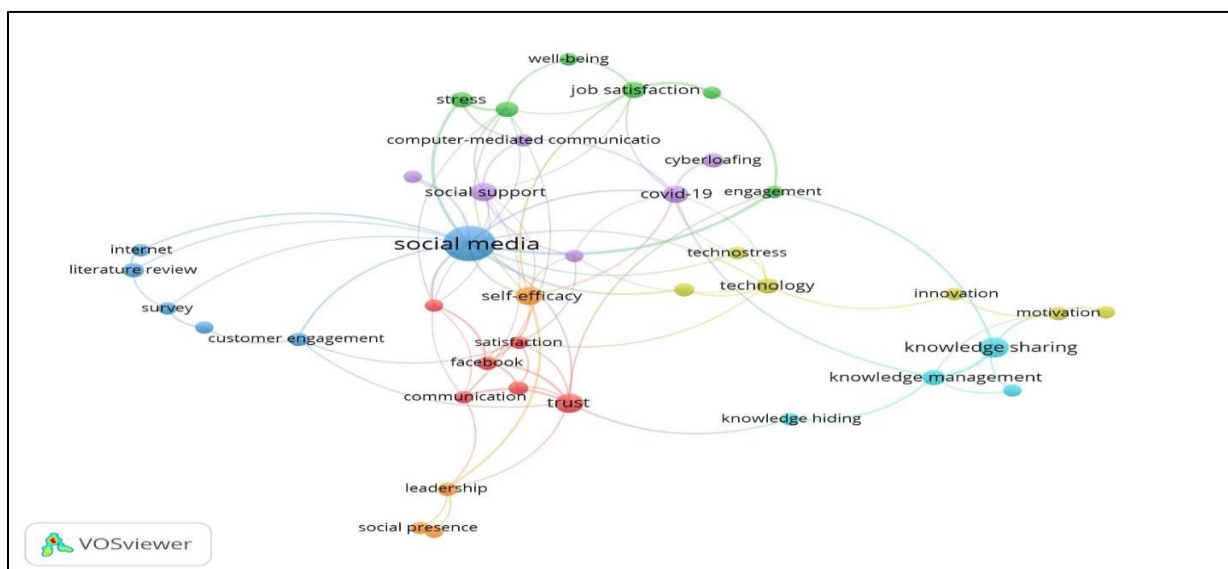 well-being
job satisfaction
stress
computer-mediated communicatio
cyberloafing
social support
covid-19
engagement
social media
internet
technostress
literature review
technology
self-efficacy
innovation
survey
motivation
customer engagement
satisfaction
knowledge sharing
facebook
knowledge management
communication
trust
knowledge hiding
leadership
social presence
VOSviewer